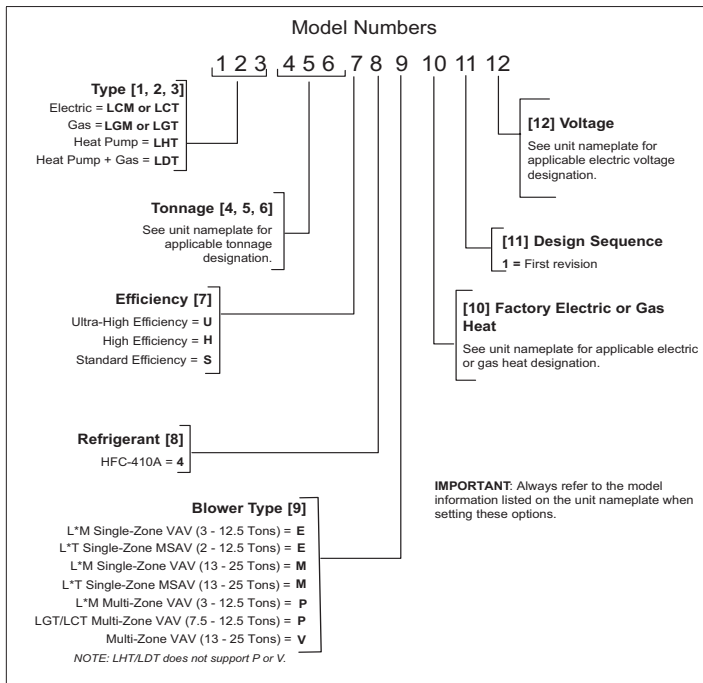 Model Numbers
1 2 3 4 5 6 7 8 9 10 11 12
Type [1, 2, 3]
Electric = LCM or LCT
Gas = LGM or LGT
Heat Pump = LHT
Heat Pump + Gas = LDT
Tonnage [4, 5, 6]
See unit nameplate for
applicable tonnage
designation.
Efficiency [7]
Ultra-High Efficiency = U
High Efficiency = H
Standard Efficiency = S
Refrigerant [8]
HFC-410A = 4
Blower Type [9]
L*M Single-Zone VAV (3 - 12.5 Tons) = E
L*T Single-Zone MSAV (2 - 12.5 Tons) = E
L*M Single-Zone VAV (13 - 25 Tons) = M
L*T Single-Zone MSAV (13 - 25 Tons) = M
L*M Multi-Zone VAV (3 - 12.5 Tons) = P
LGT/LCT Multi-Zone VAV (7.5 - 12.5 Tons) = P
Multi-Zone VAV (13 - 25 Tons) = V
NOTE: LHT/LDT does not support P or V.
[12] Voltage
See unit nameplate for
applicable electric voltage
designation.
[11] Design Sequence
1 = First revision
[10] Factory Electric or Gas
Heat
See unit nameplate for applicable electric
or gas heat designation.
IMPORTANT: Always refer to the model
information listed on the unit nameplate when
setting these options.